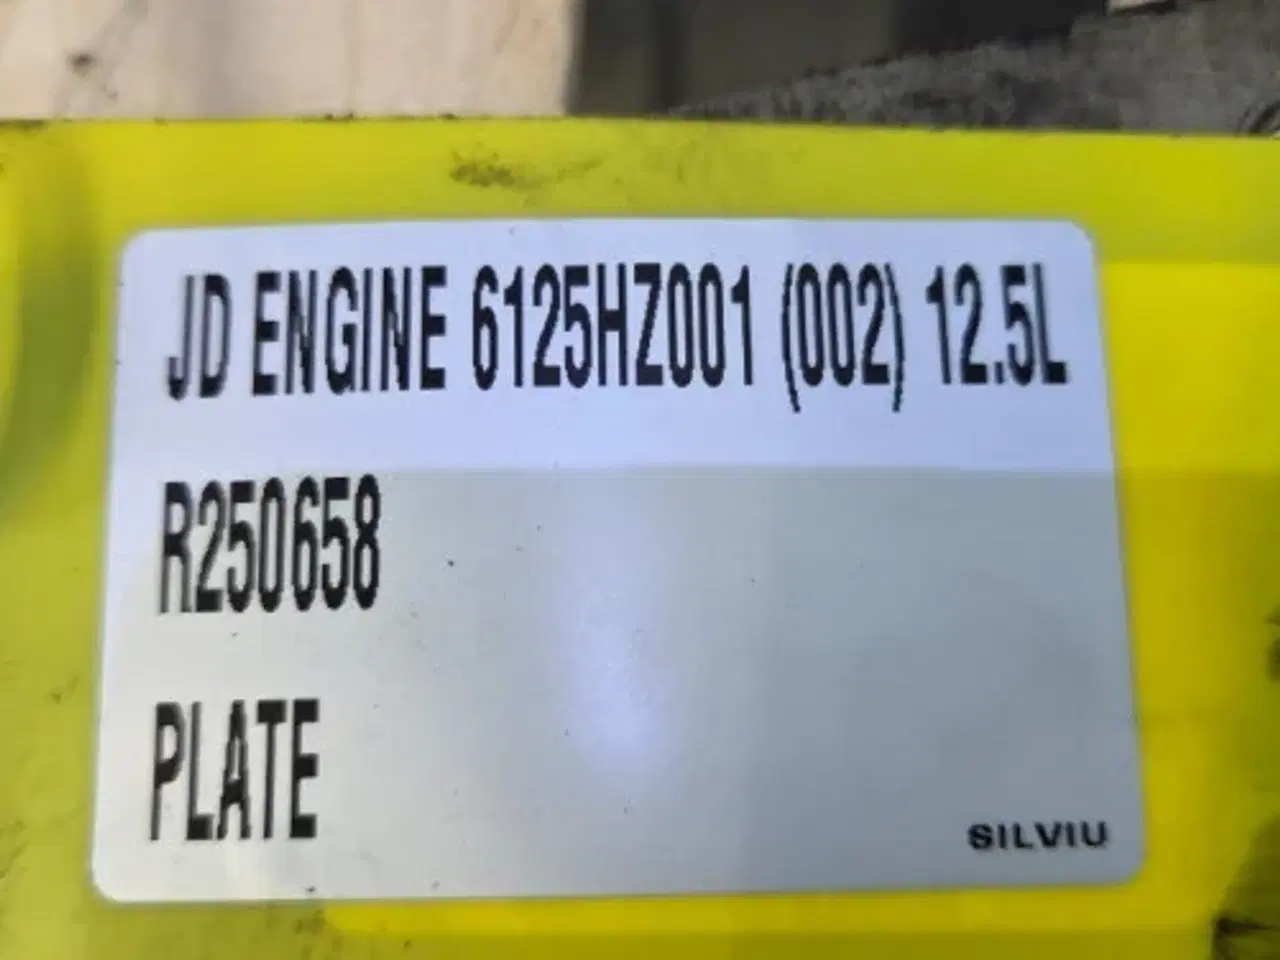 JD ENGINE 6125HZ001 (002) 12.5L
R250658
PLATE
SILVIU